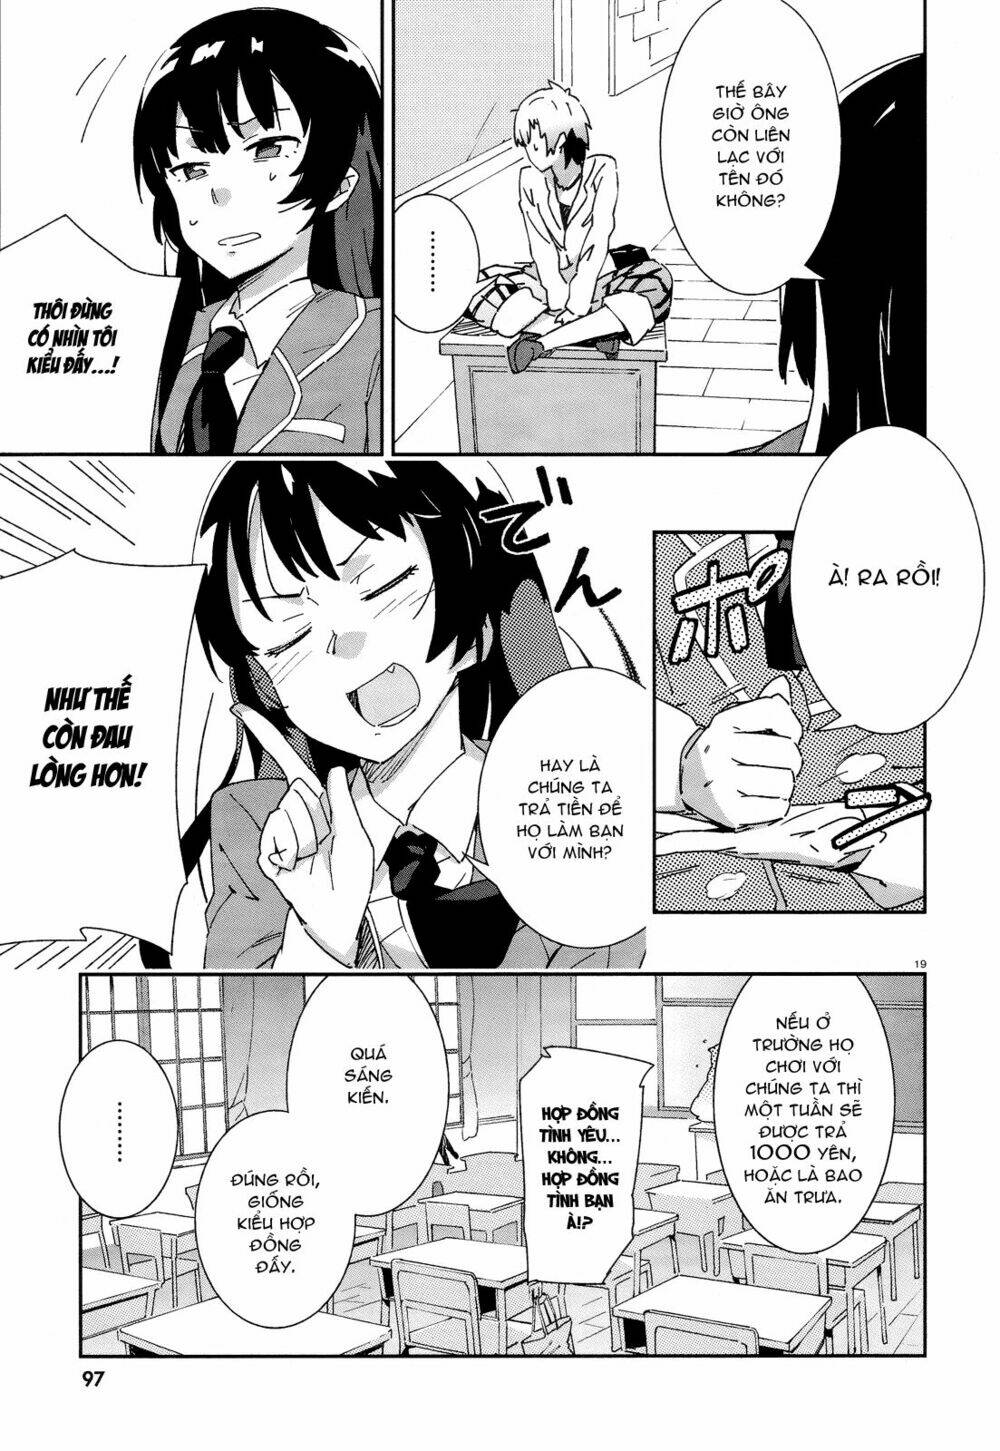 THẾ BÂY
GIỜ ÔNG
CÒN LIÊN
LẠC VỚI
TÊN ĐÓ
KHÔNG?
.......
THÔI ĐỪNG
CÓ NHÌN TÔI
KIỂU ĐẤY...!
À! RA RỒI!
ポン
HAY LÀ
CHÚNG TA
TRẢ TIỀN ĐỂ
HỌ LÀM BẠN
VỚI MÌNH?
でん
NHƯ THẾ
CÒN ĐAU
LÒNG HƠN!
19
NẾU Ở
TRƯỜNG HỌ
CHƠI VỚI
CHÚNG TA THÌ
MỘT TUẦN SẼ
ĐƯỢC TRẢ
1000 YÊN,
HOẶC LÀ BAO
ĂN TRƯA.
HỢP ĐỒNG
TÌNH YÊU...
KHÔNG...
HỢP ĐỒNG
TÌNH BẠN
À!?
QUÁ
SÁNG
KIẾN.
ĐÚNG RỒI,
GIỐNG
KIỂU HỢP
ĐỒNG
ĐẤY.
.......
97